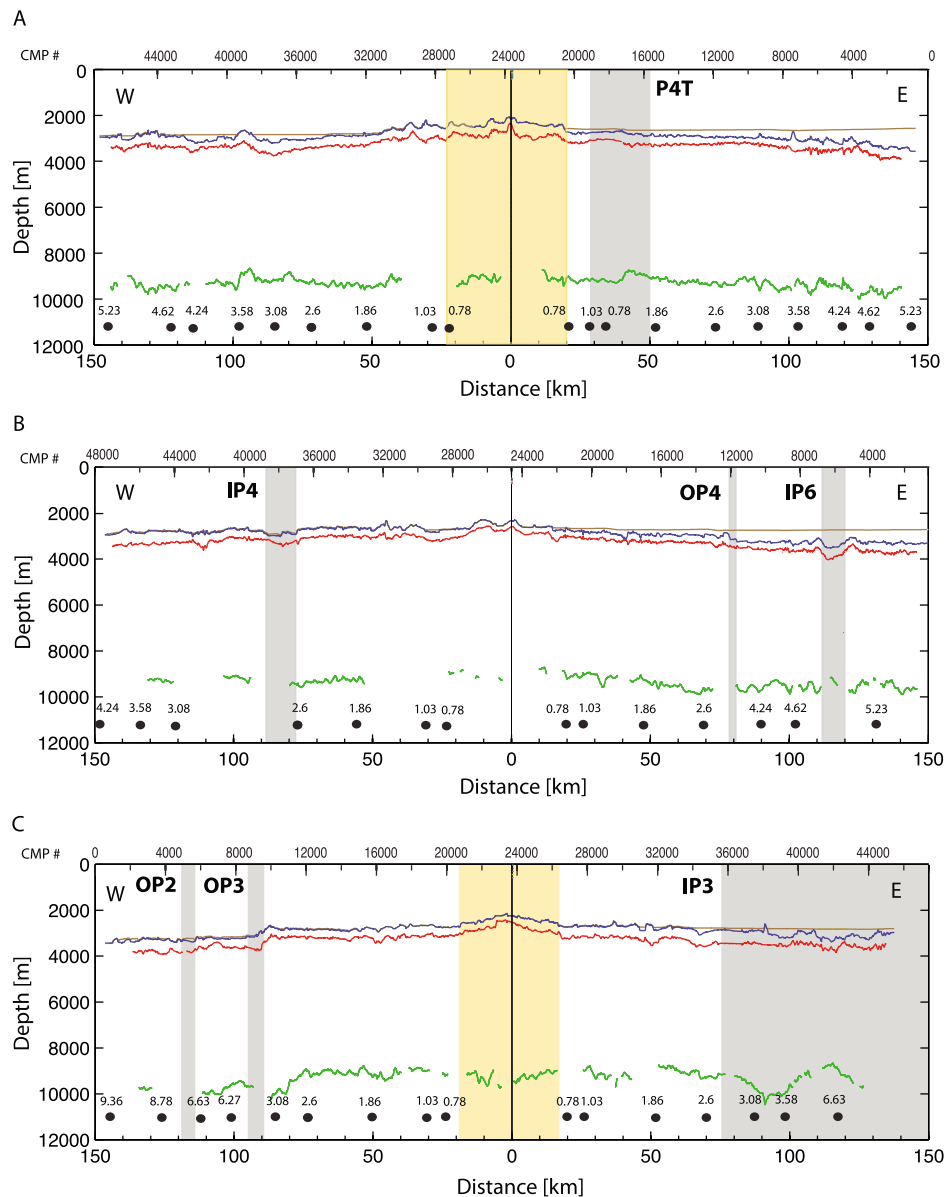 A
CMP #
44000 40000 36000 32000 28000 24000 20000 16000 12000 8000 4000 0
0
W
P4T
E
2000
4000
6000
8000
10000
12000
Depth [m]
5.23 4.62 4.24 3.58 3.08 2.6 1.86 1.03 0.78 0.78 1.03 0.78 1.86 2.6 3.08 3.58 4.24 4.62 5.23
150 100 50 0 50 100 150
Distance [km]
B
CMP #
48000 44000 40000 36000 32000 28000 24000 20000 16000 12000 8000 4000
0
W
IP4
OP4
IP6
E
2000
4000
6000
8000
10000
12000
Depth [m]
4.24 3.58 3.08 2.6 1.86 1.03 0.78 0.78 1.03 1.86 2.6 4.24 4.62 5.23
150 100 50 0 50 100 150
Distance [km]
C
CMP #
0 4000 8000 12000 16000 20000 24000 28000 32000 36000 40000 44000
0
W
OP2
OP3
IP3
E
2000
4000
6000
8000
10000
12000
Depth [m]
9.36 8.78 6.63 6.27 3.08 2.6 1.86 1.03 0.78 0.78 1.03 1.86 2.6 3.08 3.58 6.63
150 100 50 0 50 100 150
Distance [km]